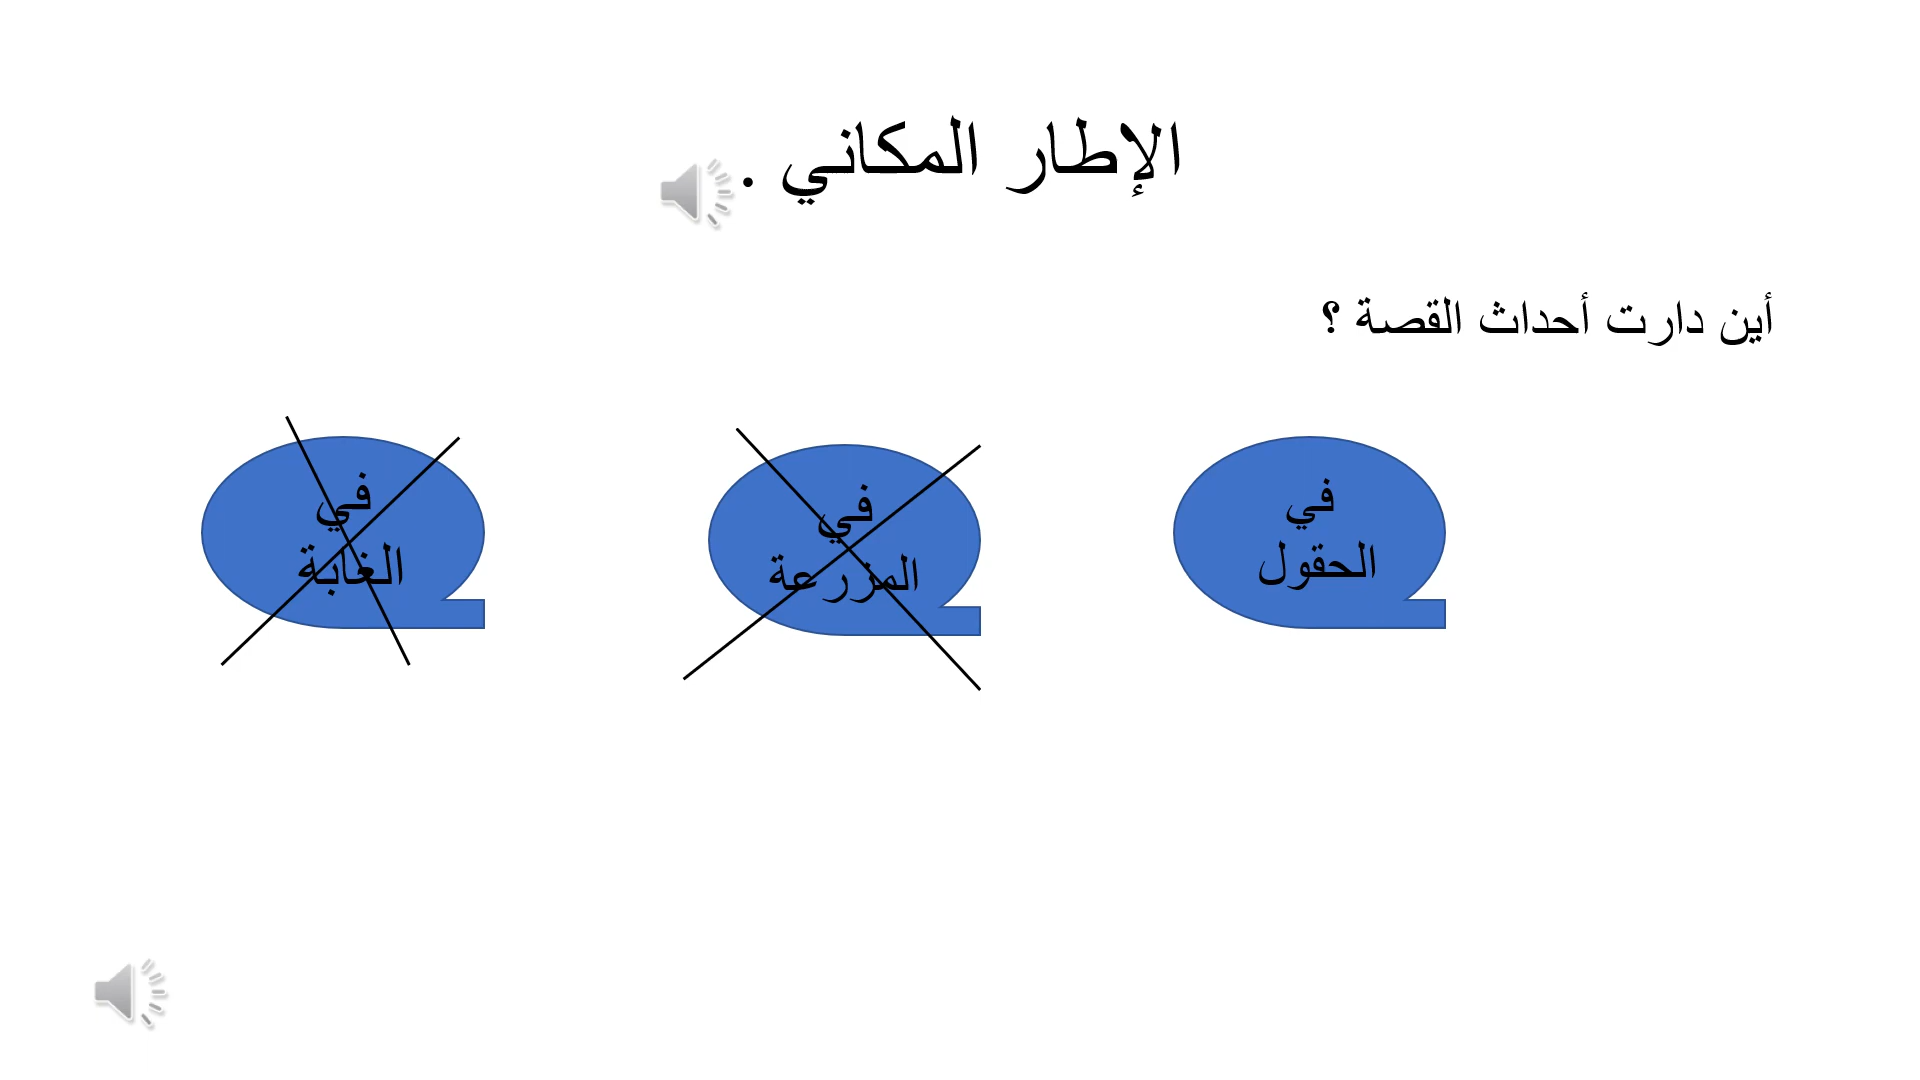 الإطار المكاني .
أين دارت أحداث القصة ؟
في
الحقول
في
المزرعة
في
الغابة